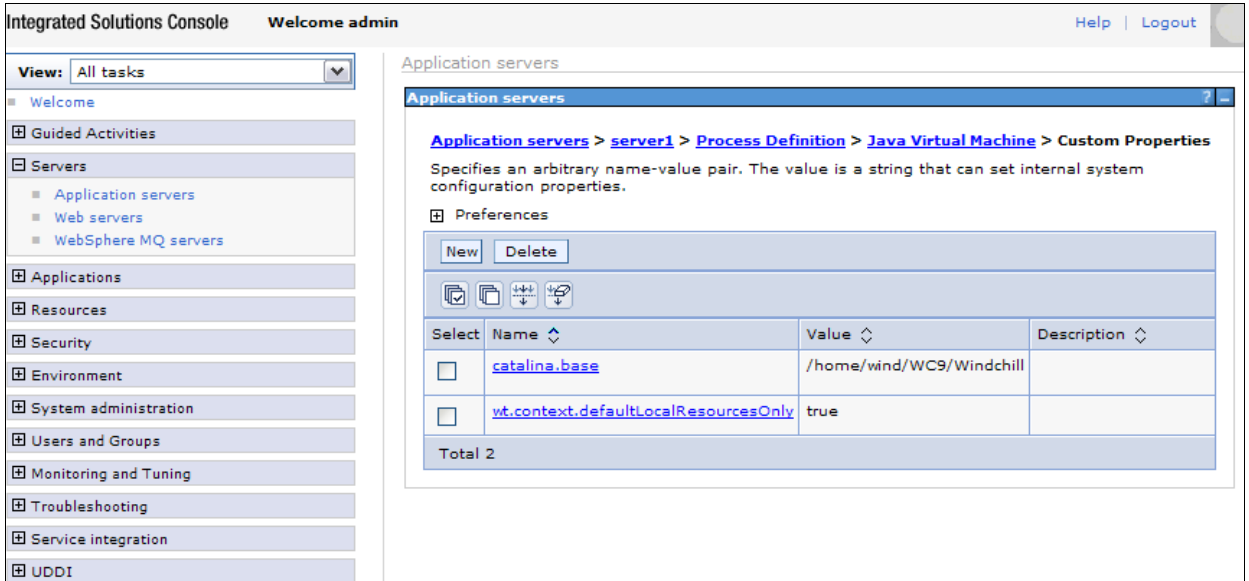 Integrated Solutions Console Welcome admin Help | Logout
View: All tasks
Welcome
Guided Activities
Servers
Application servers
Web servers
WebSphere MQ servers
Applications
Resources
Security
Environment
System administration
Users and Groups
Monitoring and Tuning
Troubleshooting
Service integration
UDDI
Application servers
Application servers ? -
Application servers > server1 > Process Definition > Java Virtual Machine > Custom Properties
Specifies an arbitrary name-value pair. The value is a string that can set internal system
configuration properties.
Preferences
New Delete
Select Name Value Description
catalina.base /home/wind/WC9/Windchill
wt.context.defaultLocalResourcesOnly true
Total 2